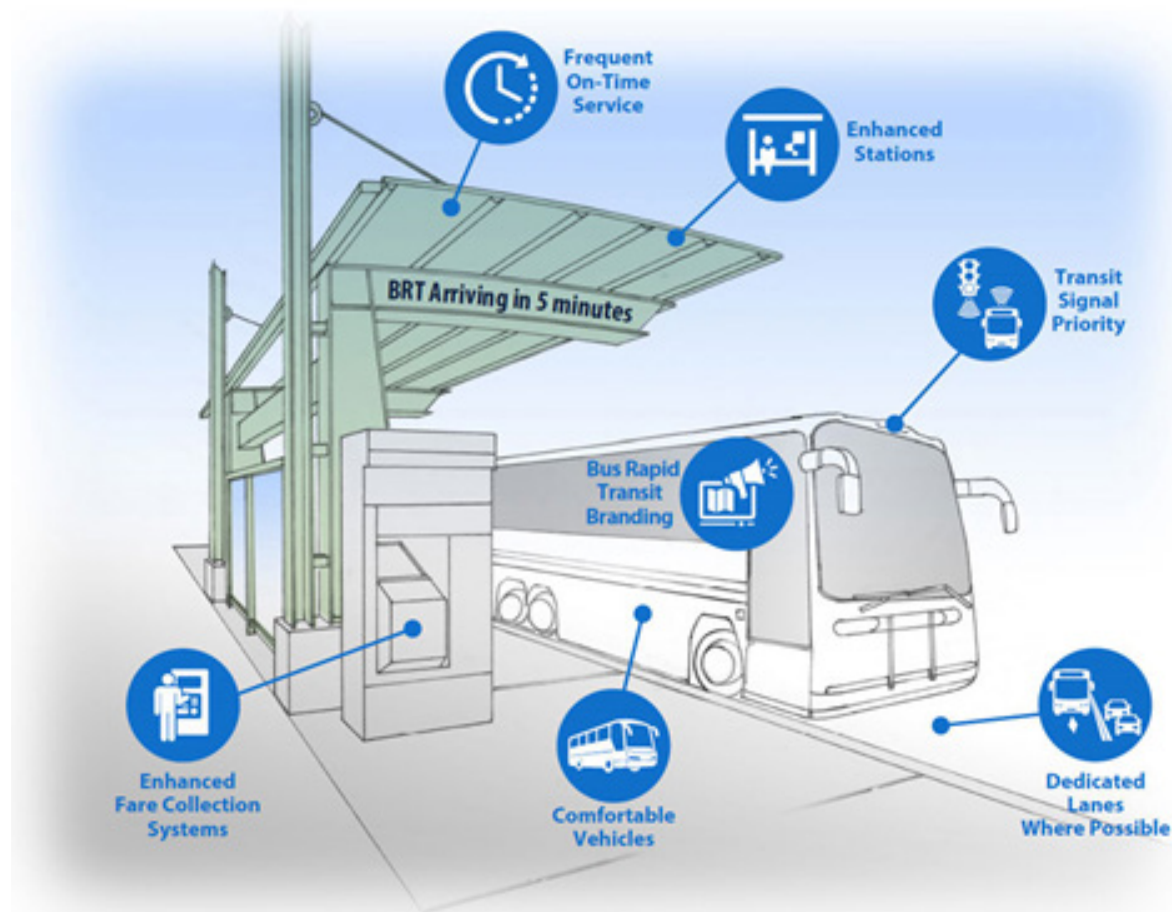 Frequent
On-Time
Service
Enhanced
Stations
Transit
Signal
Priority
BRT Arriving in 5 minutes
Bus Rapid
Transit
Branding
Enhanced
Fare Collection
Systems
Comfortable
Vehicles
Dedicated
Lanes
Where Possible